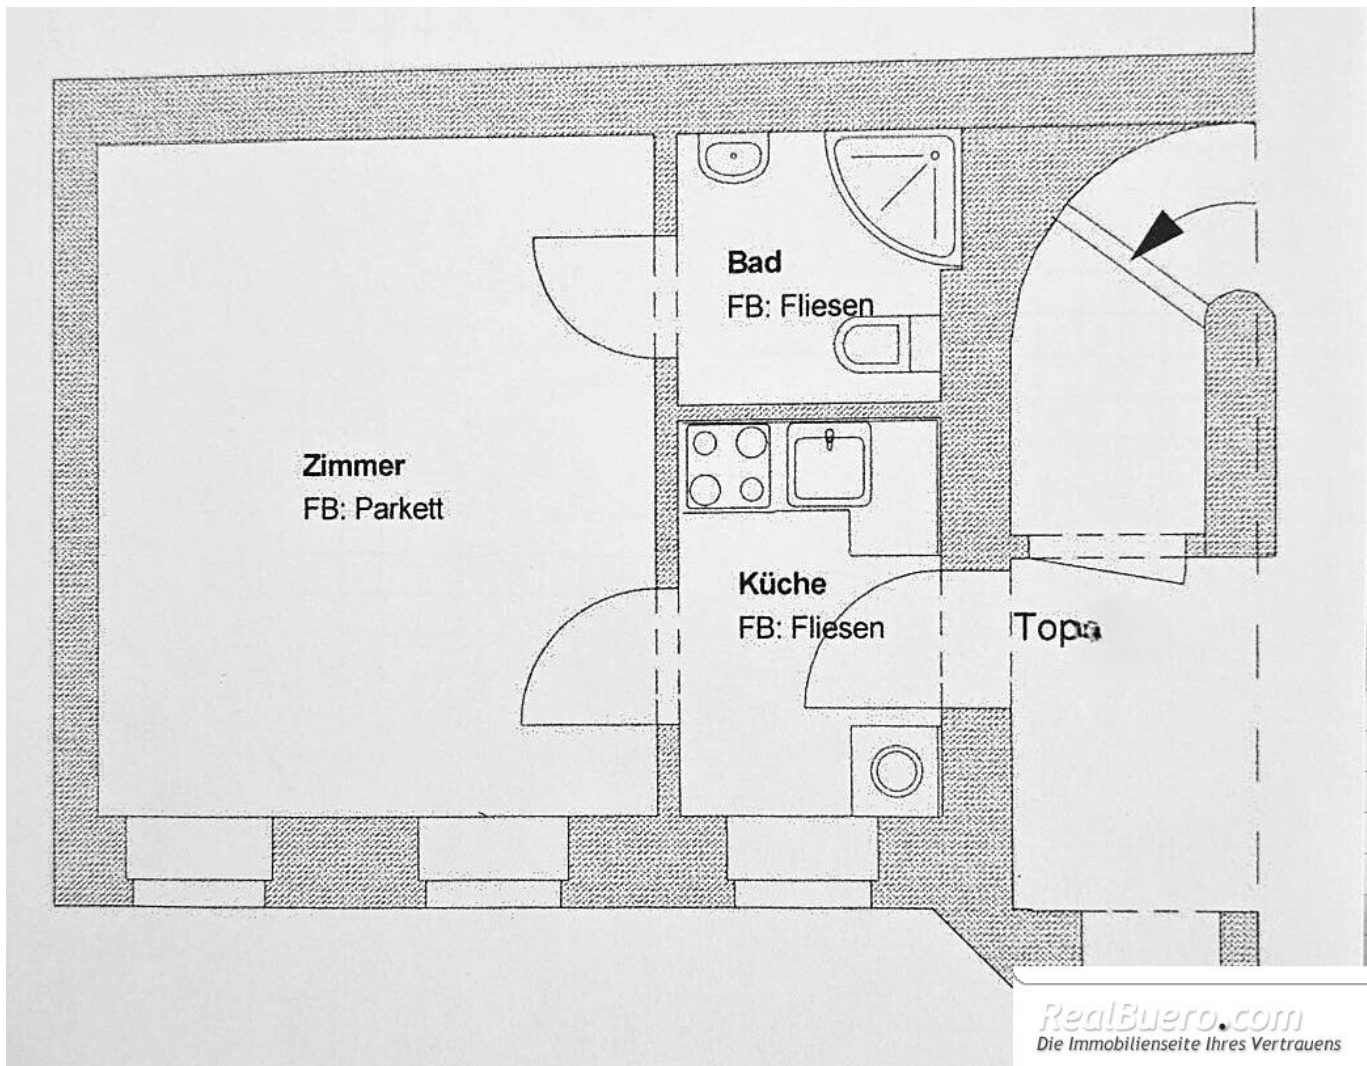 Bad
FB: Fliesen
Zimmer
FB: Parkett
Küche
FB: Fliesen
Top
RealBuero.com
Die Immobilienseite Ihres Vertrauens